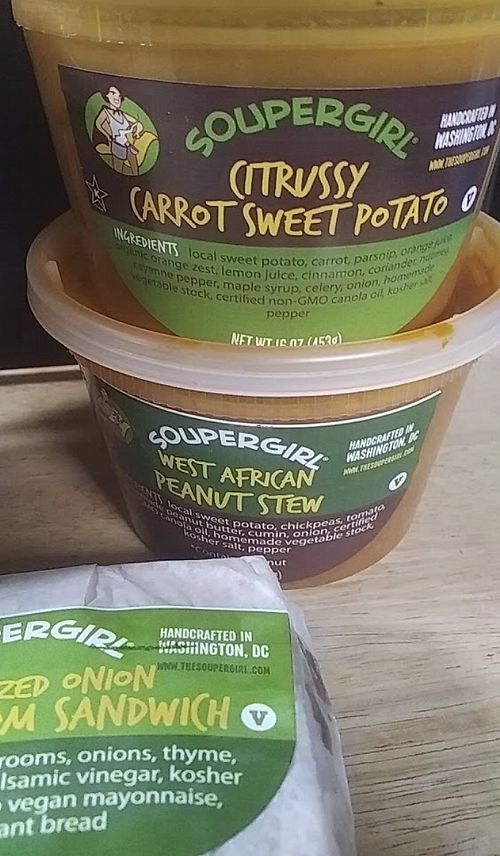 SOUPERGIRL®
HANDCRAFTED IN
WASHINGTON, DC
WWW.THESOUPERGIRL.COM
CITRUSSY
CARROT SWEET POTATO
V
K
INGREDIENTS local sweet potato, carrot, parsnip, orange juice,
organic orange zest, lemon juice, cinnamon, coriander, nutmeg,
cayenne pepper, maple syrup, celery, onion, homemade
vegetable stock, certified non-GMO canola oil, kosher salt,
pepper
NET WT 16 OZ (453g)
SOUPERGIRL®
HANDCRAFTED IN
WASHINGTON, DC
WWW.THESOUPERGIRL.COM
WEST AFRICAN
PEANUT STEW
V
ENTS local sweet potato, chickpeas, tomato,
peanut butter, cumin, onion, certified
canola oil, homemade vegetable stock,
kosher salt, pepper
ERGIRL
HANDCRAFTED IN
WASHINGTON, DC
WWW.THESOUPERGIRL.COM
ZED ONION
M SANDWICH
V
rooms, onions, thyme,
lsamic vinegar, kosher
vegan mayonnaise,
ant bread